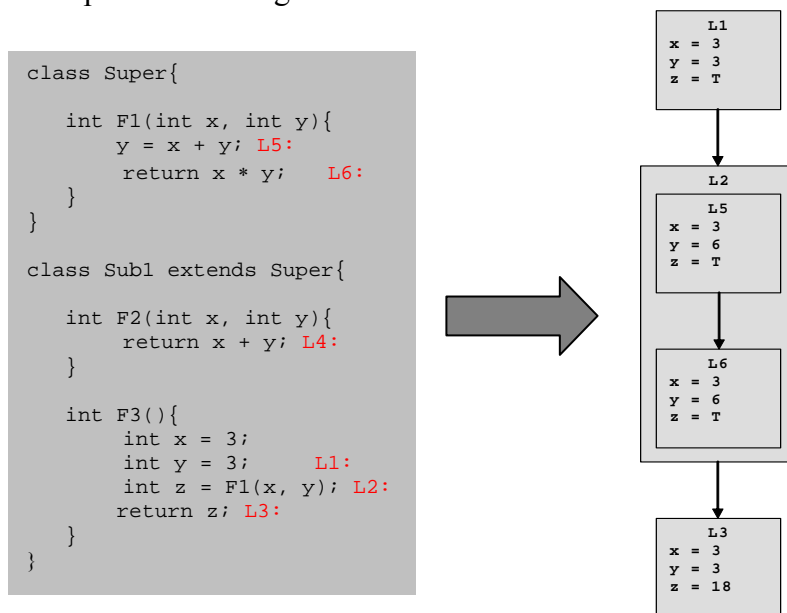 class Super{
int F1(int x, int y){
y = x + y; L5:
return x * y; L6:
}
}
class Sub1 extends Super{
int F2(int x, int y){
return x + y; L4:
}
int F3(){
int x = 3;
int y = 3; L1:
int z = F1(x, y); L2:
return z; L3:
}
}
L1
x = 3
y = 3
z = T
L2
L5
x = 3
y = 6
z = T
L6
x = 3
y = 6
z = T
L3
x = 3
y = 3
z = 18